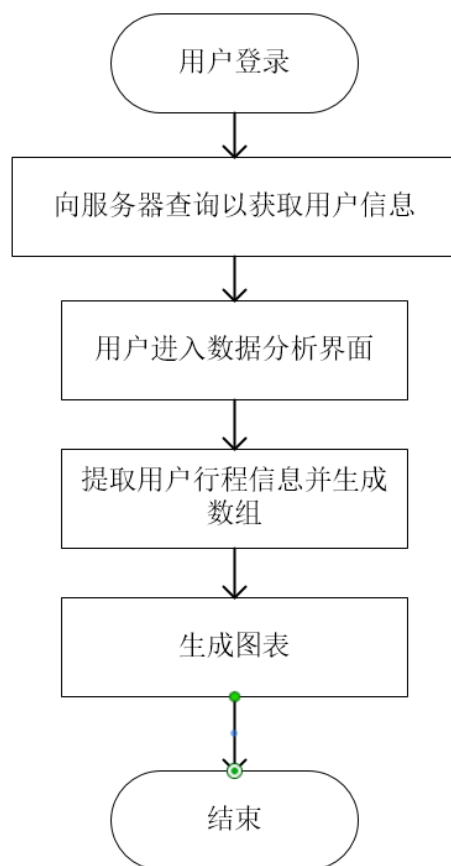 用户登录
向服务器查询以获取用户信息
用户进入数据分析界面
提取用户行程信息并生成
数组
生成图表
结束